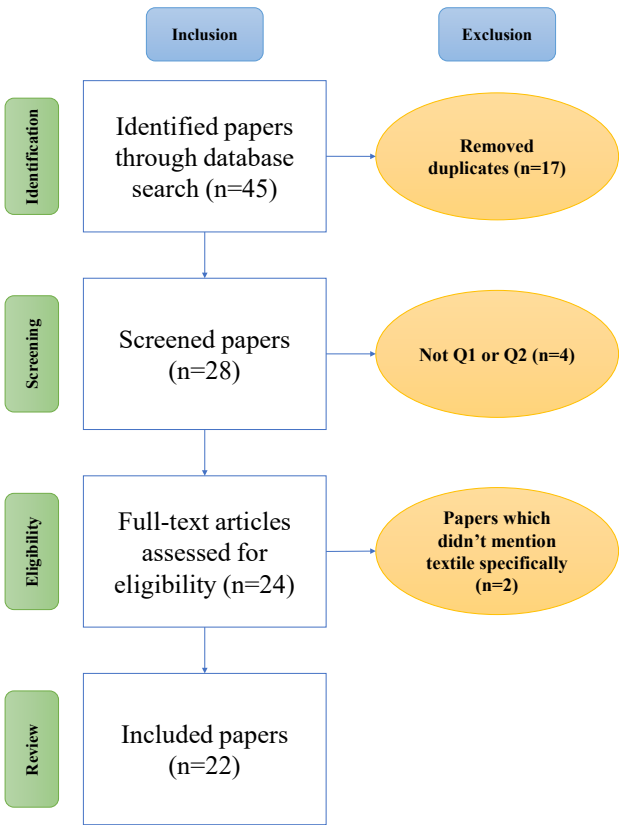 Inclusion
Exclusion
Identification
Identified papers
through database
search (n=45)
Removed
duplicates (n=17)
Screening
Screened papers
(n=28)
Not Q1 or Q2 (n=4)
Eligibility
Full-text articles
assessed for
eligibility (n=24)
Papers which
didn’t mention
textile specifically
(n=2)
Review
Included papers
(n=22)